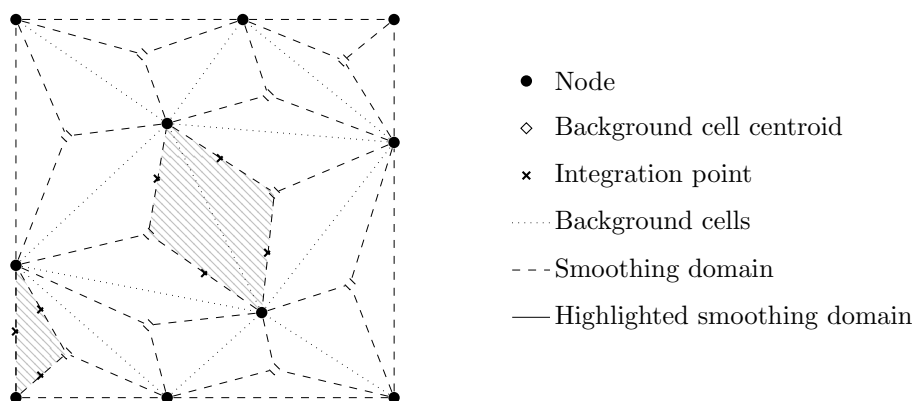 Node
Background cell centroid
Integration point
Background cells
Smoothing domain
Highlighted smoothing domain